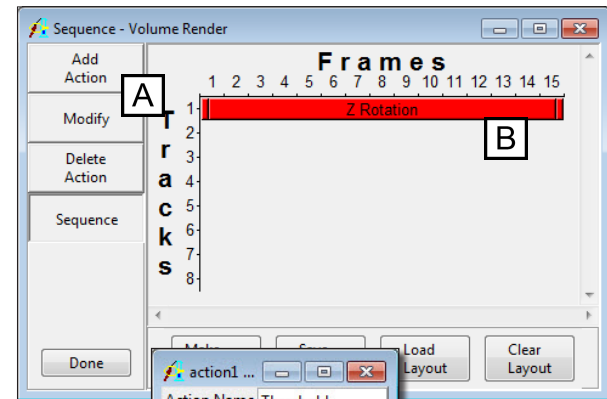 Sequence - Volume Render
Add
Action
A
Modify
Delete
Action
Sequence
Done
Frames
1 2 3 4 5 6 7 8 9 10 11 12 13 14 15
Tracks
1
2
3
4
5
6
7
8
Z Rotation
B
Load
Layout
Clear
Layout
action1 ...
Action Name